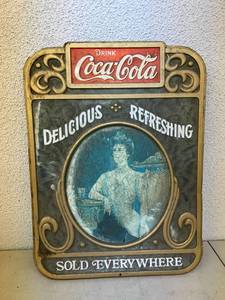 DRINK
Coca-Cola
DELICIOUS REFRESHING
SOLD EVERYWHERE